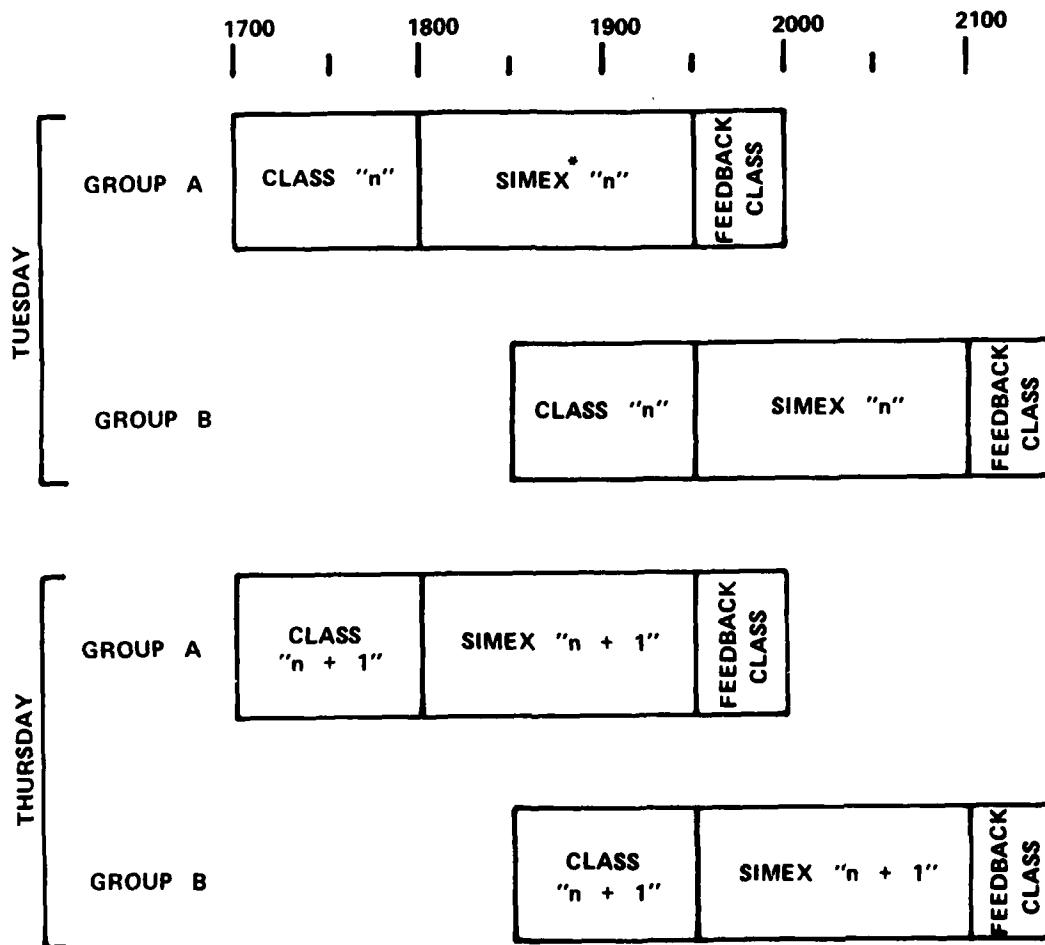 1700 1800 1900 2000 2100
TUESDAY
GROUP A
CLASS "n"
SIMEX* "n"
FEEDBACK
CLASS
GROUP B
CLASS "n"
SIMEX "n"
FEEDBACK
CLASS
THURSDAY
GROUP A
CLASS
"n + 1"
SIMEX "n + 1"
FEEDBACK
CLASS
GROUP B
CLASS
"n + 1"
SIMEX "n + 1"
FEEDBACK
CLASS